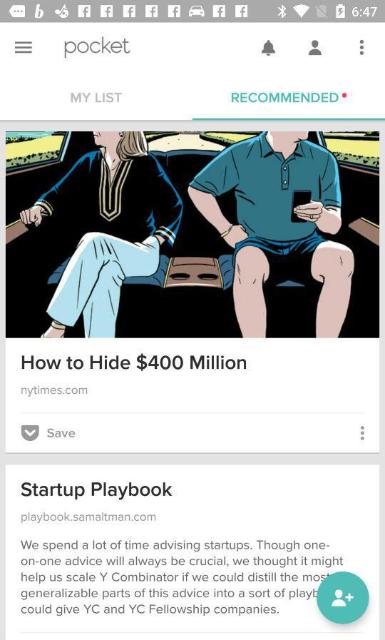 6:47
pocket
MY LIST
RECOMMENDED
How to Hide $400 Million
nytimes.com
Save
Startup Playbook
playbook.samaltman.com
We spend a lot of time advising startups. Though one-
on-one advice will always be crucial, we thought it might
help us scale Y Combinator if we could distill the most
generalizable parts of this advice into a sort of
could give YC and YC Fellowship companies.